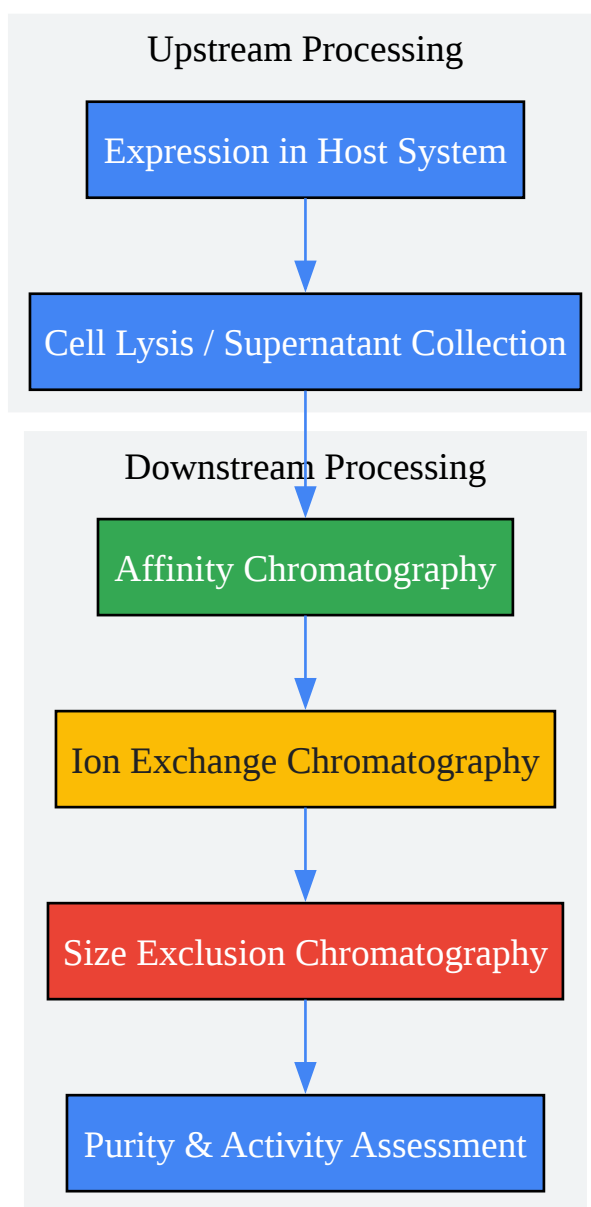 Upstream Processing
Expression in Host System
Cell Lysis / Supernatant Collection
Downstream Processing
Affinity Chromatography
Ion Exchange Chromatography
Size Exclusion Chromatography
Purity & Activity Assessment